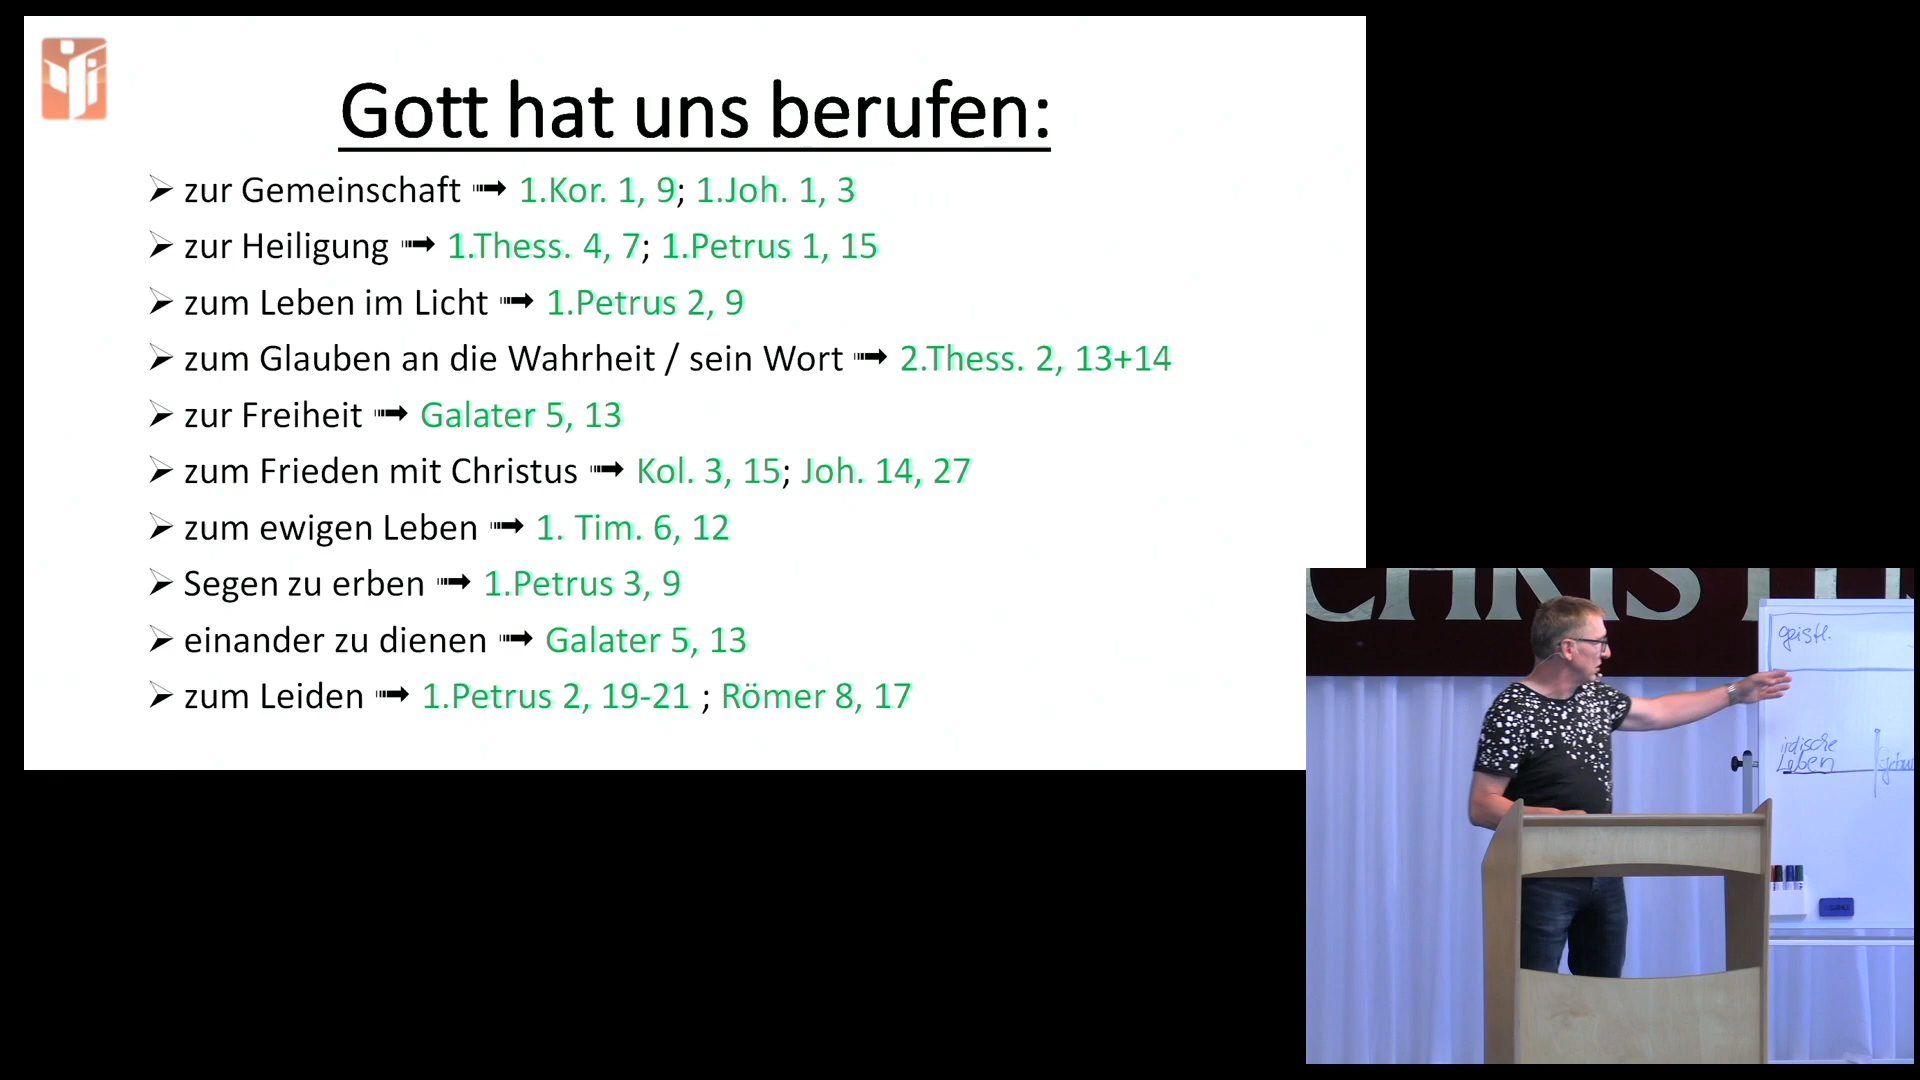 Gott hat uns berufen:
➢ zur Gemeinschaft ➟ 1.Kor. 1, 9; 1.Joh. 1, 3
➢ zur Heiligung ➟ 1.Thess. 4, 7; 1.Petrus 1, 15
➢ zum Leben im Licht ➟ 1.Petrus 2, 9
➢ zum Glauben an die Wahrheit / sein Wort ➟ 2.Thess. 2, 13+14
➢ zur Freiheit ➟ Galater 5, 13
➢ zum Frieden mit Christus ➟ Kol. 3, 15; Joh. 14, 27
➢ zum ewigen Leben ➟ 1. Tim. 6, 12
➢ Segen zu erben ➟ 1.Petrus 3, 9
➢ einander zu dienen ➟ Galater 5, 13
➢ zum Leiden ➟ 1.Petrus 2, 19-21 ; Römer 8, 17
CHRIST
geistl.
irdische
Leben